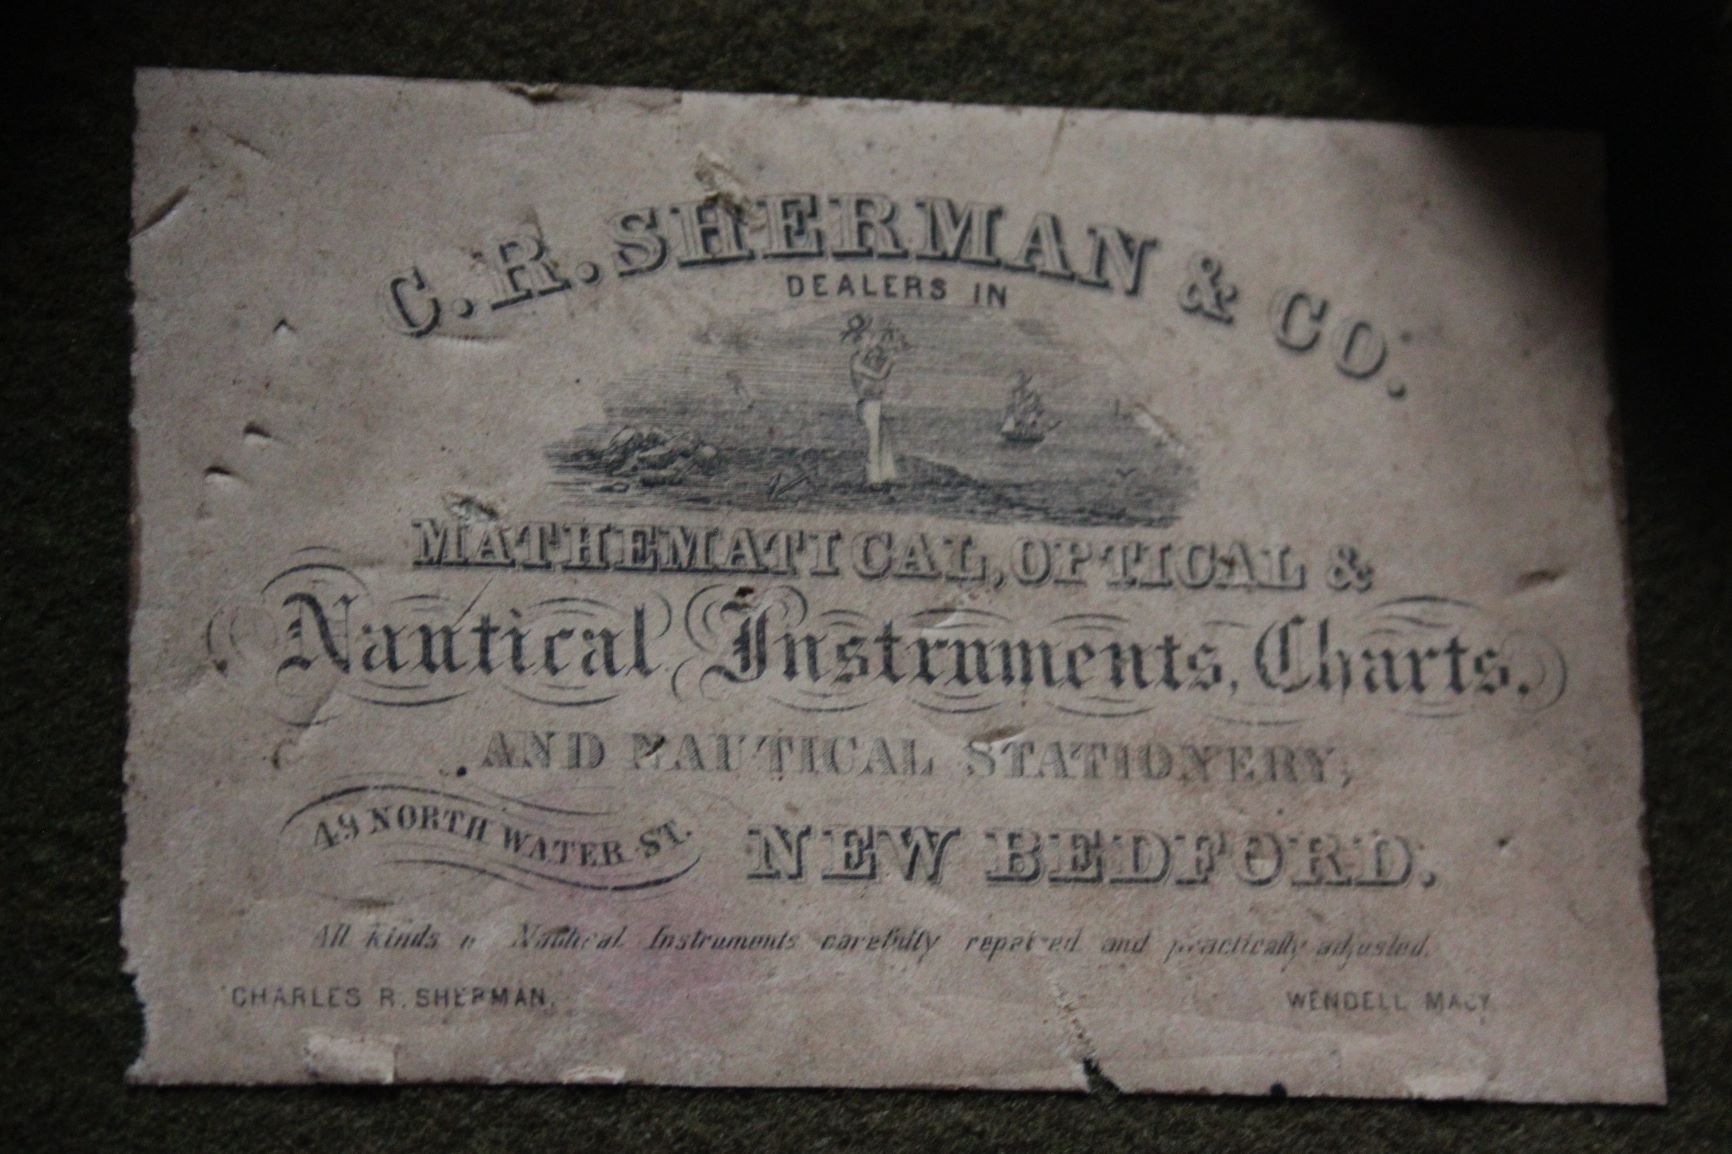 C. R. SHERMAN & CO.
DEALERS IN
MATHEMATICAL, OPTICAL &
Nautical Instruments, Charts.
AND NAUTICAL STATIONERY,
49 NORTH WATER ST. NEW BEDFORD.
All kinds Nautical Instruments carefully repaired and practically adjusted.
CHARLES R. SHERMAN, WENDELL MACY